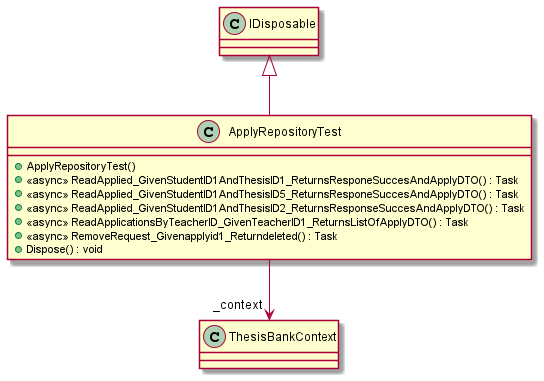 C IDisposable
C ApplyRepositoryTest
ApplyRepositoryTest()
«async» ReadApplied_GivenStudentID1AndThesisID1_ReturnsResponeSuccesAndApplyDTO() : Task
«async» ReadApplied_GivenStudentID1AndThesisID5_ReturnsResponeSuccesAndApplyDTO() : Task
«async» ReadApplied_GivenStudentID1AndThesisID2_ReturnsResponseSuccesAndApplyDTO() : Task
«async» ReadApplicationsByTeacherID_GivenTeacherID1_ReturnsListOfApplyDTO() : Task
«async» RemoveRequest_Givenapplyid1_Returndeleted() : Task
Dispose() : void
_context
C ThesisBankContext